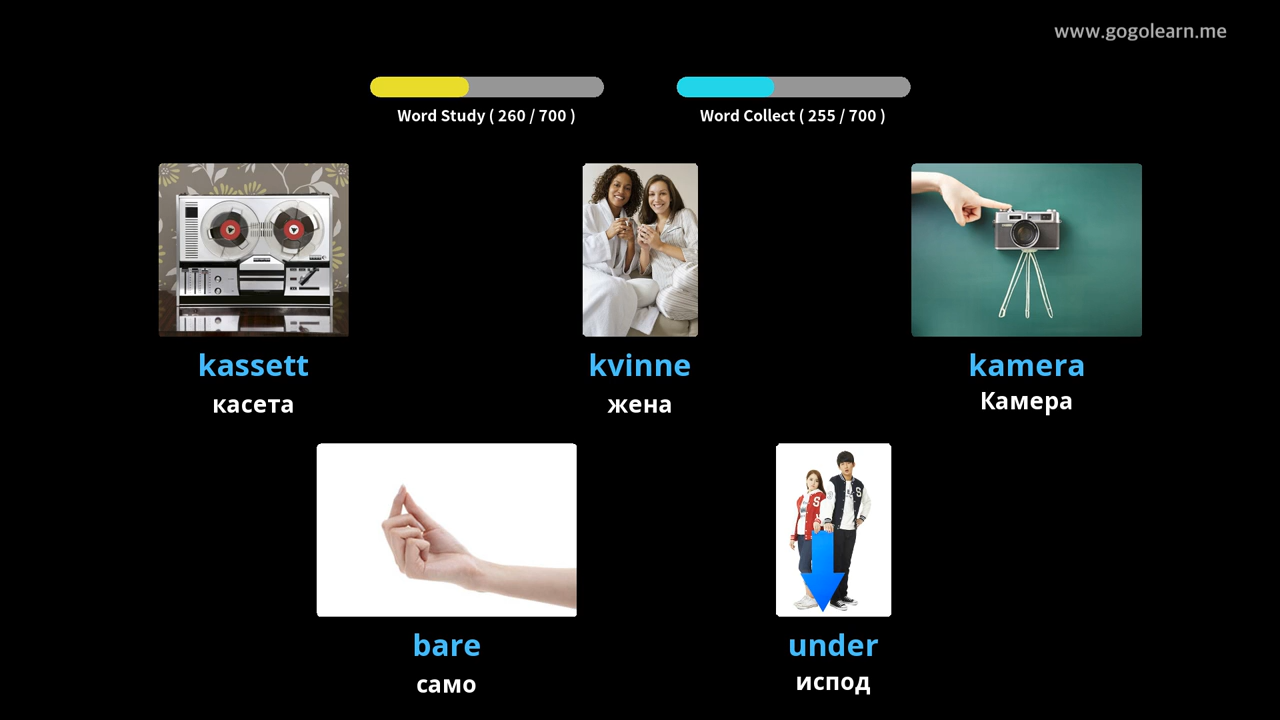 www.gogolearn.me
Word Study ( 260 / 700 )
Word Collect ( 255 / 700 )
kassett
касета
kvinne
жена
kamera
Камера
S
S
bare
само
under
испод